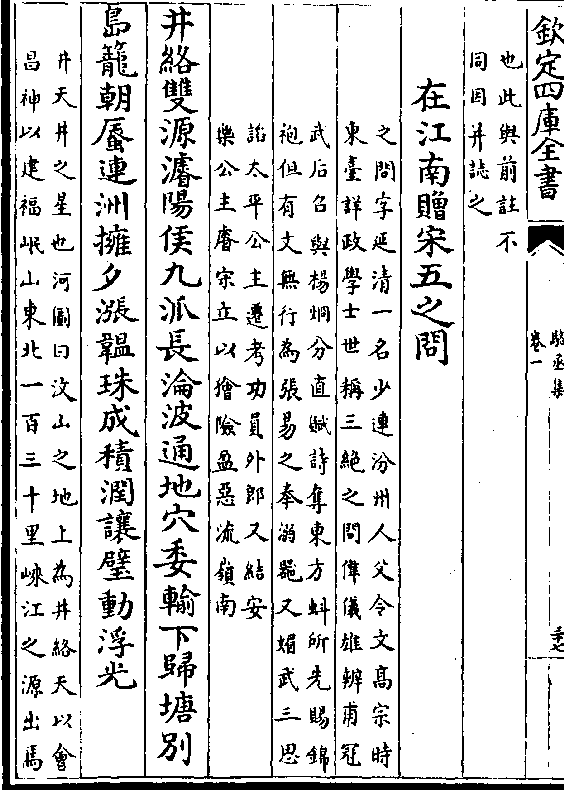 欽定四庫全書
駱丞集
卷一
三十七
也此與前註不
同因并誌之
在江南贈宋五之問
之問字延清一名少連汾州人父令文高宗時
東臺詳政學士世稱三絶之問偉儀雄辨甫冠
武后召與楊炯分直賦詩奪東方虬所先賜錦
袍但有文無行為張易之奉溺器又媚武三思
諂太平公主遷考功員外郎又結安
樂公主睿宗立以獪險盈惡流嶺南
井絡雙源濬陽侯九派長淪波通地穴委輸下歸塘别
島籠朝蜃連洲擁夕漲韞珠成積潤讓璧動浮光
井天井之星也河圖曰汶山之地上為井絡天以會
昌神以建福岷山東北一百三十里崍江之源出焉